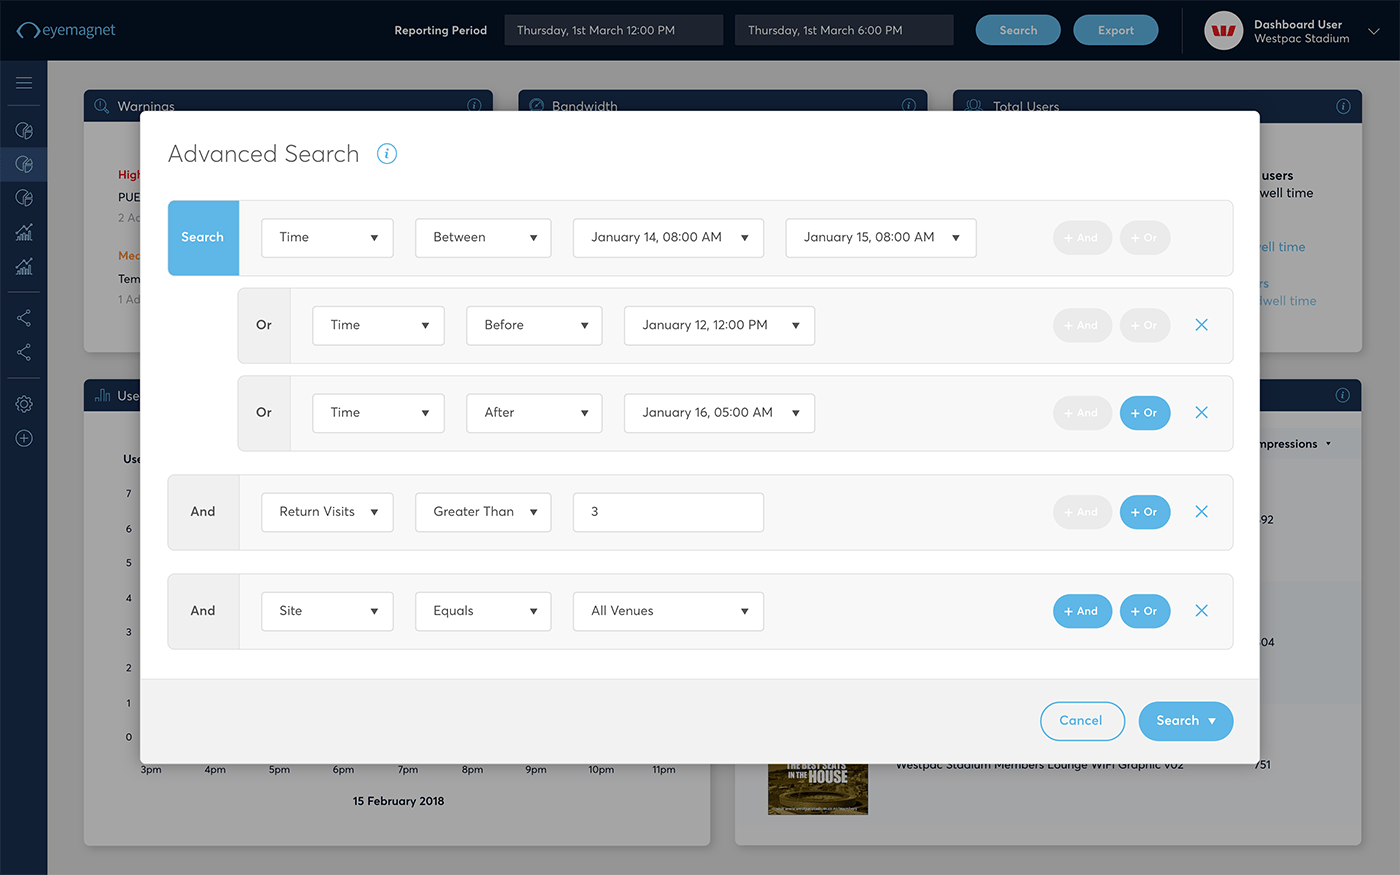 eyemagnet
Reporting Period
Thursday, 1st March 12:00 PM
Thursday, 1st March 6:00 PM
Search
Export
Dashboard User
Westpac Stadium
Warnings
Bandwidth
Total Users
Advanced Search
High
PUE
2 Ad
Med
Tem
1 Ad
users
well time
ell time
rs
dwell time
Search
Time
Between
January 14, 08:00 AM
January 15, 08:00 AM
+ And
+ Or
Or
Time
Before
January 12, 12:00 PM
+ And
+ Or
Or
Time
After
January 16, 05:00 AM
+ And
+ Or
And
Return Visits
Greater Than
3
+ And
+ Or
And
Site
Equals
All Venues
+ And
+ Or
Cancel
Search
Use
Use
7
6
5
4
3
2
1
0
3pm
4pm
5pm
6pm
7pm
8pm
9pm
10pm
11pm
15 February 2018
mpressions
92
04
THE BEST SEATS
IN THE HOUSE
Westpac Stadium Members Lounge WiFi Graphic v02
751